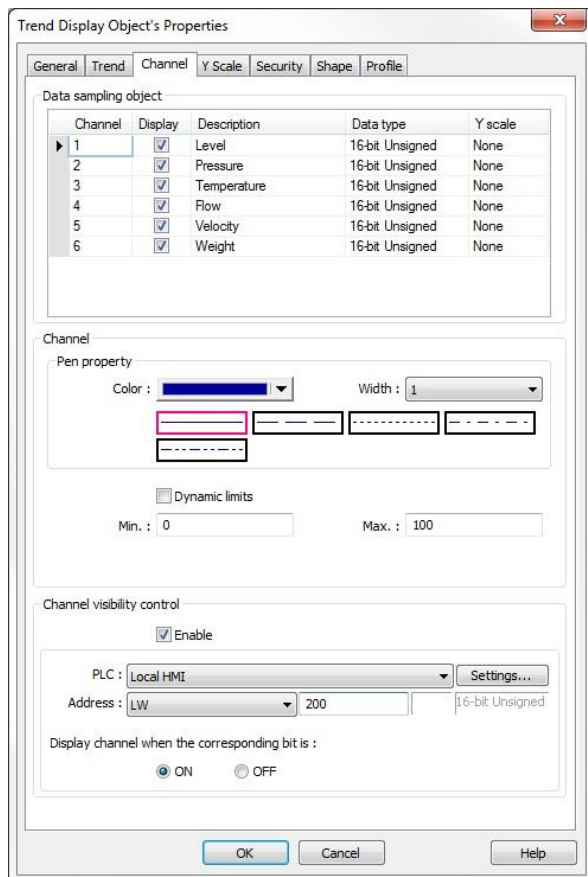 Trend Display Object's Properties
General Trend Channel Y Scale Security Shape Profile
Data sampling object
Channel Display Description Data type Y scale
1 Level 16-bit Unsigned None
2 Pressure 16-bit Unsigned None
3 Temperature 16-bit Unsigned None
4 Flow 16-bit Unsigned None
5 Velocity 16-bit Unsigned None
6 Weight 16-bit Unsigned None
Channel
Pen property
Color : Width : 1
Dynamic limits
Min. : 0 Max. : 100
Channel visibility control
Enable
PLC : Local HMI Settings...
Address : LW 200 16-bit Unsigned
Display channel when the corresponding bit is :
ON OFF
OK Cancel Help